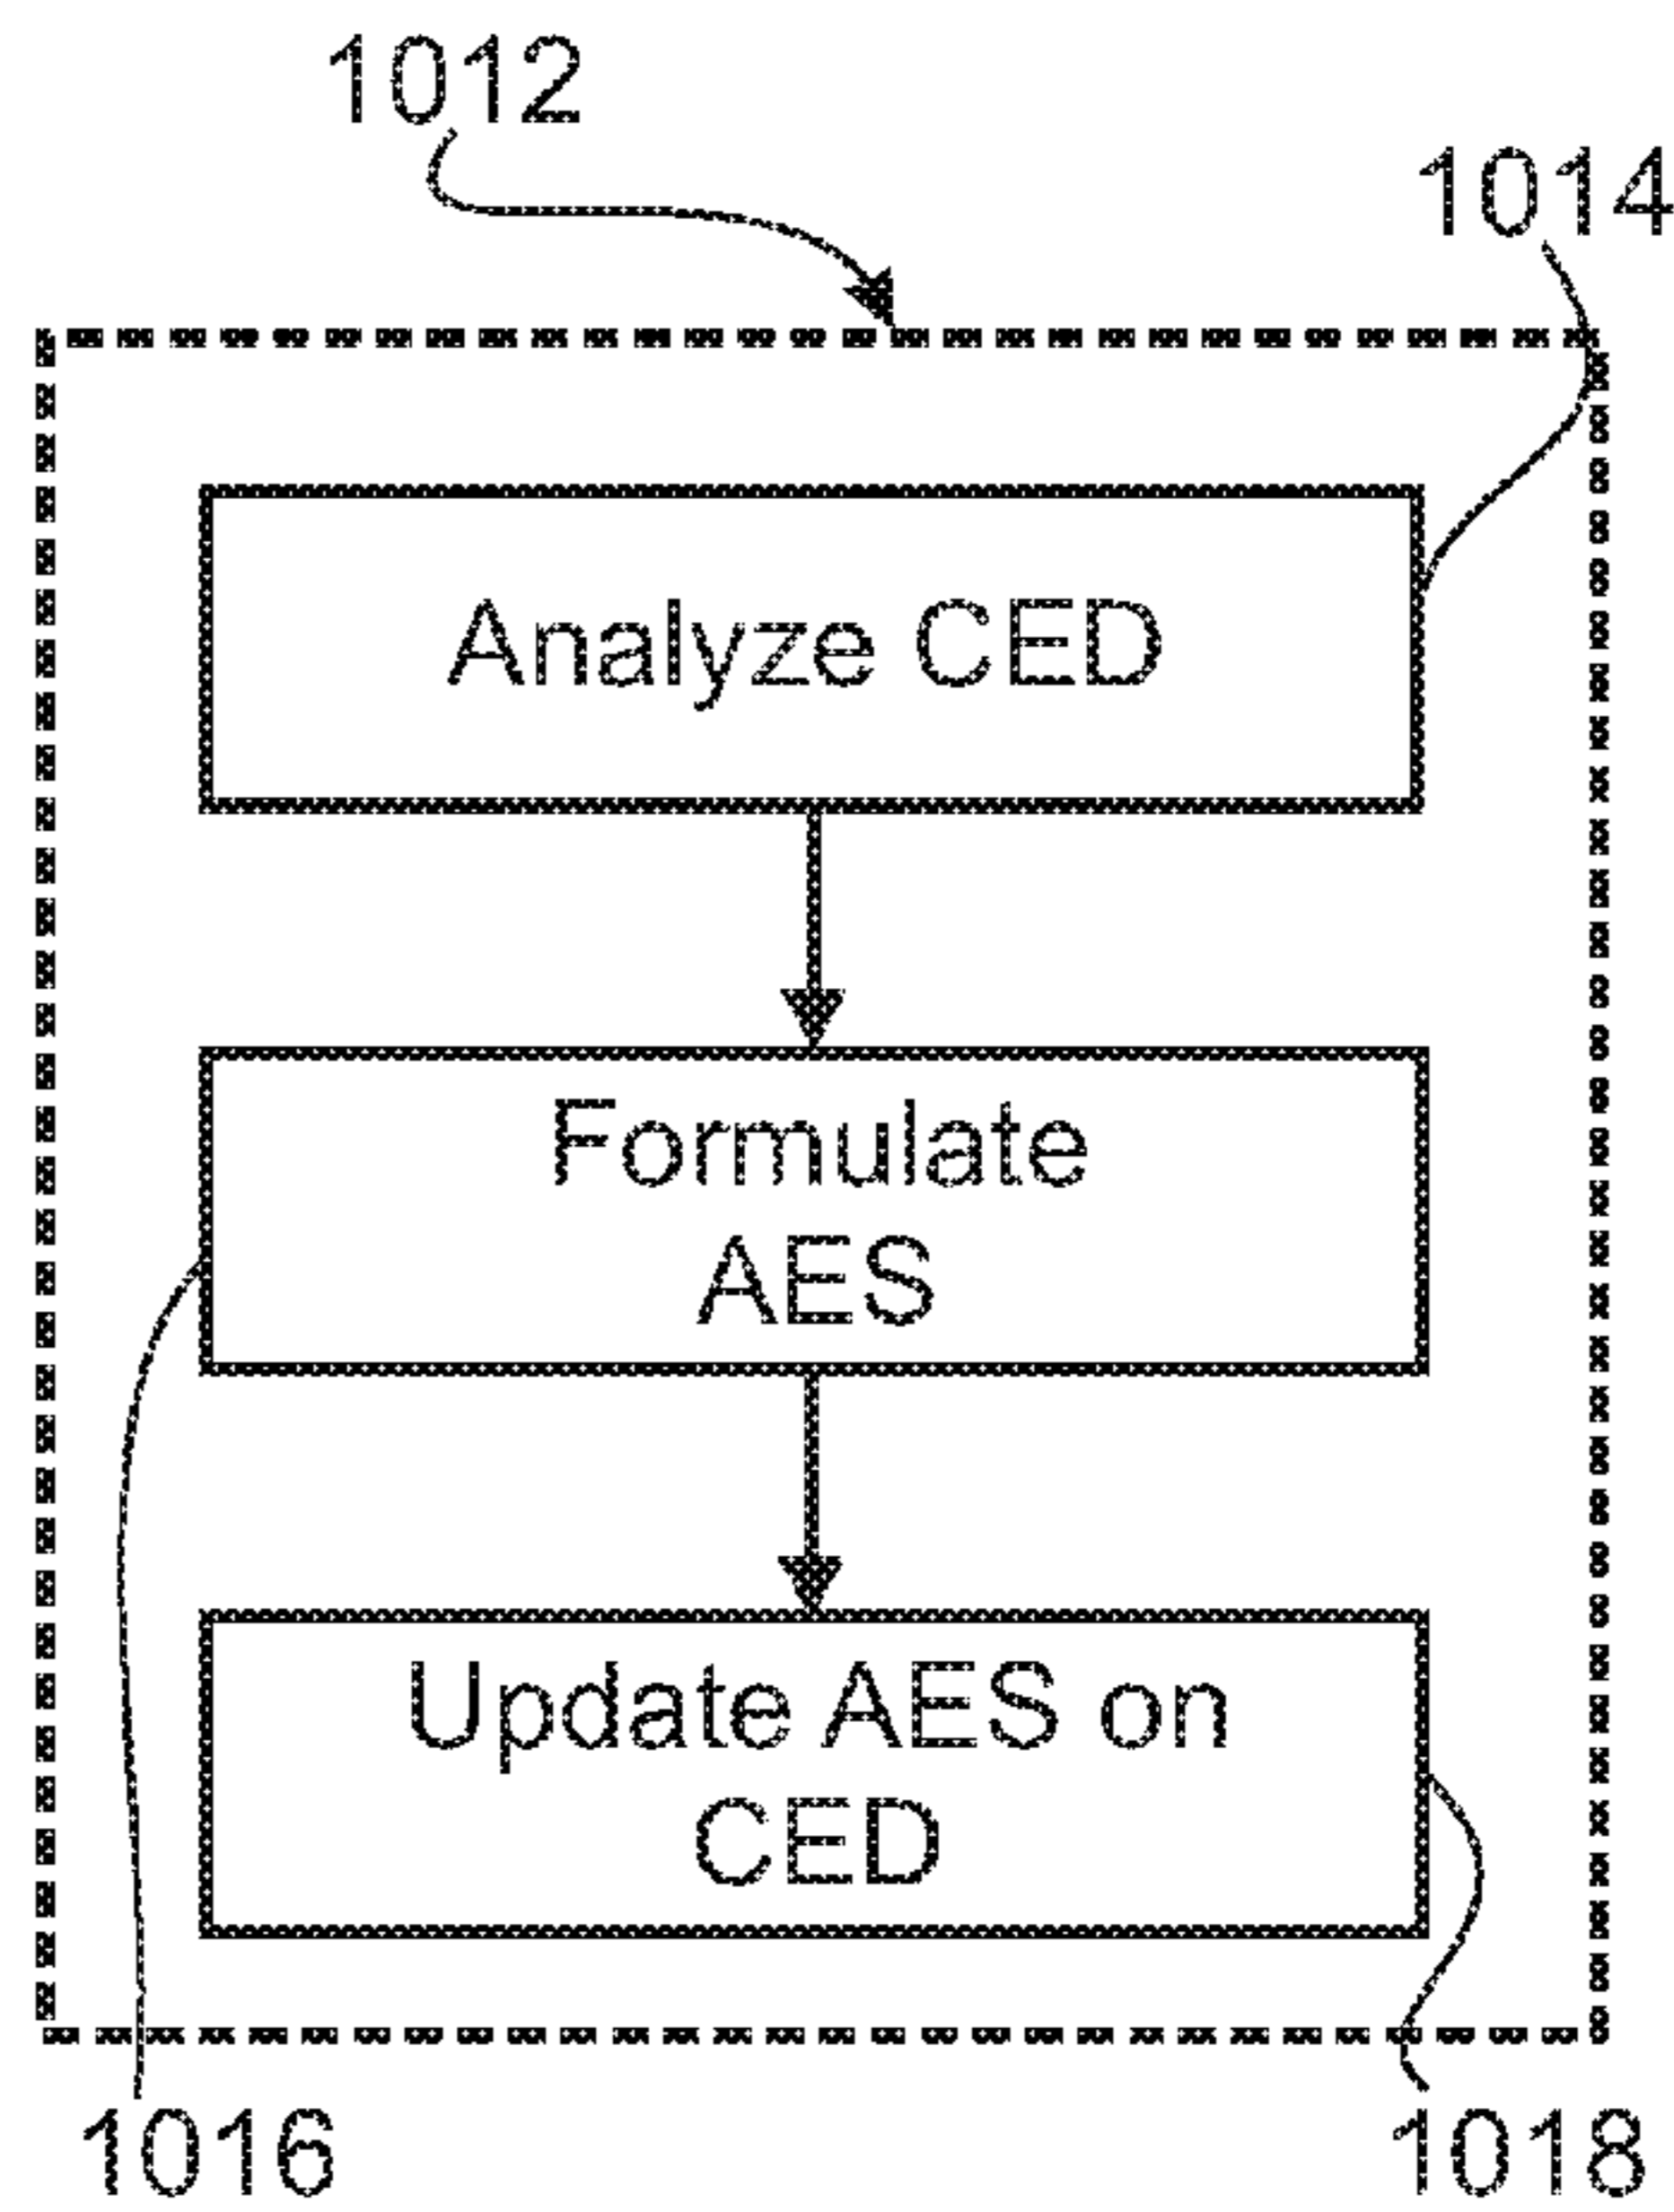 1012
1014
Analyze CED
Formulate
AES
Update AES on
CED
1016
1018